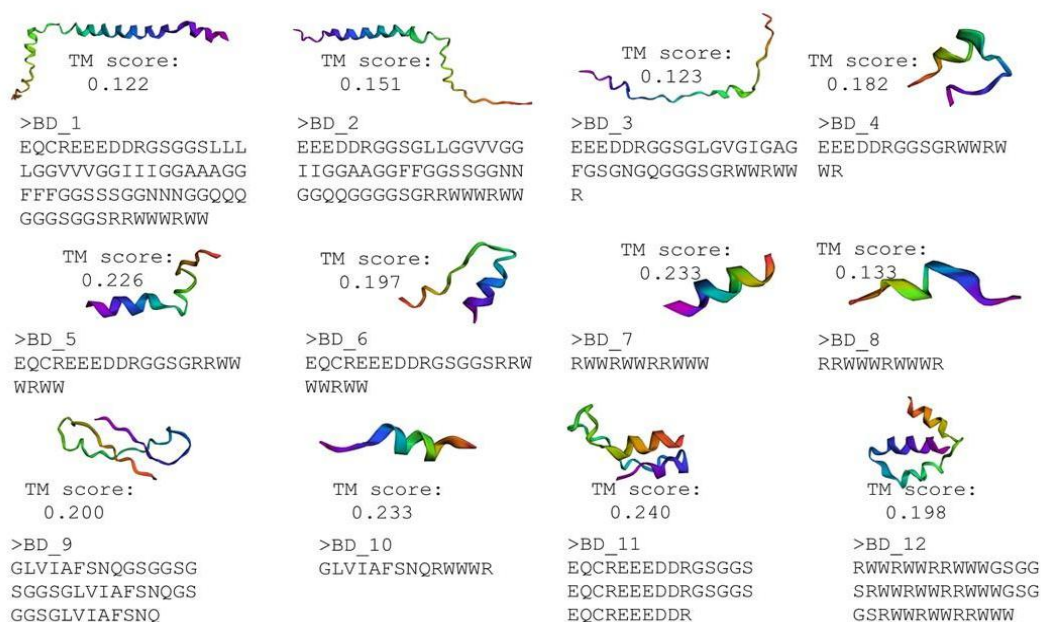 TM score:
0.122
>BD_1
EQCREEEDDRGSGGSLLL
LGGVVVGGIIIGGAAAGG
FFFGGSSSGGNNNGGQQQ
GGGSGGSRRWWWRWW
TM score:
0.151
>BD_2
EEEDDRGGSGLLGGVVGG
IIGGAAGGFFGGSSGGNN
GGQQGGGGSGRRWWWRWW
TM score:
0.123
>BD_3
EEEDDRGGSGLGVGIGAG
FGSGNGQGGGSGRWWRWW
R
TM score:
0.182
>BD_4
EEEDDRGGSGRWWRW
WR
TM score:
0.226
>BD_5
EQCREEEDDRGGSGRRWW
WRWW
TM score:
0.197
>BD_6
EQCREEEDDRGSGGSRRW
WWRWW
TM score:
0.233
>BD_7
RWWRWWRRWWW
TM score:
0.133
>BD_8
RRWWWRWWWR
TM score:
0.200
>BD_9
GLVIAFSNQGSGGSG
SGGSGLVIAFSNQGS
GGSGLVIAFSNQ
TM score:
0.233
>BD_10
GLVIAFSNQRWWWR
TM score:
0.240
>BD_11
EQCREEEDDRGSGGS
EQCREEEDDRGSGGS
EQCREEEDDR
TM score:
0.198
>BD_12
RWWRWWRRWWWGSGG
SRWWRWWRRWWWGSG
GSRWWRWWRRWWW